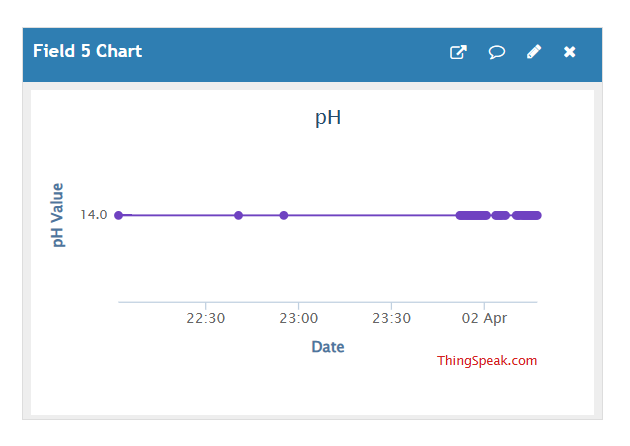 Field 5 Chart
pH
pH Value
14.0
22:30 23:00 23:30 02 Apr
Date
ThingSpeak.com